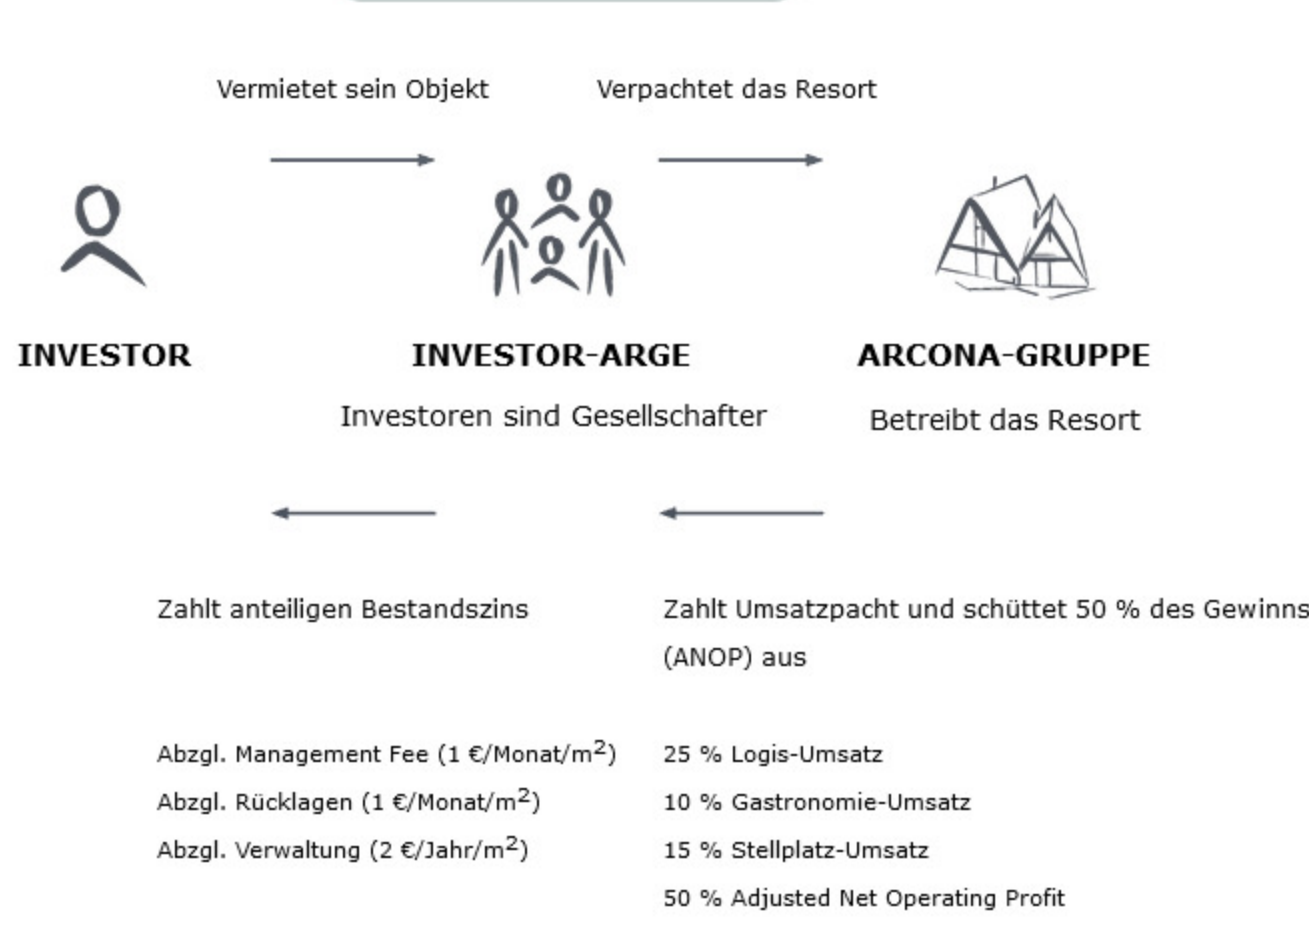 Vermietet sein Objekt
Verpachtet das Resort
INVESTOR
INVESTOR-ARGE
ARCONA-GRUPPE
Investoren sind Gesellschafter
Betreibt das Resort
Zahlt anteiligen Bestandszins
Zahlt Umsatzpacht und schüttet 50 % des Gewinns
(ANOP) aus
Abzgl. Management Fee (1 €/Monat/m²)
Abzgl. Rücklagen (1 €/Monat/m²)
Abzgl. Verwaltung (2 €/Jahr/m²)
25 % Logis-Umsatz
10 % Gastronomie-Umsatz
15 % Stellplatz-Umsatz
50 % Adjusted Net Operating Profit